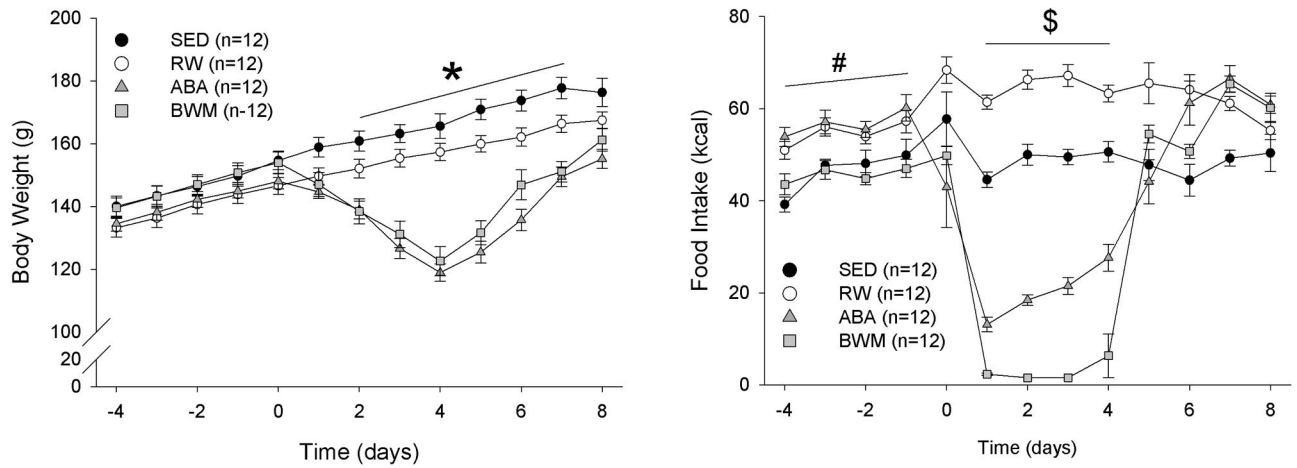 200
180
160
140
120
100
20
0
Body Weight (g)
SED (n=12)
RW (n=12)
ABA (n=12)
BWM (n-12)
*
-4 -2 0 2 4 6 8
Time (days)
80
60
40
20
0
Food Intake (kcal)
#
$
SED (n=12)
RW (n=12)
ABA (n=12)
BWM (n=12)
-4 -2 0 2 4 6 8
Time (days)